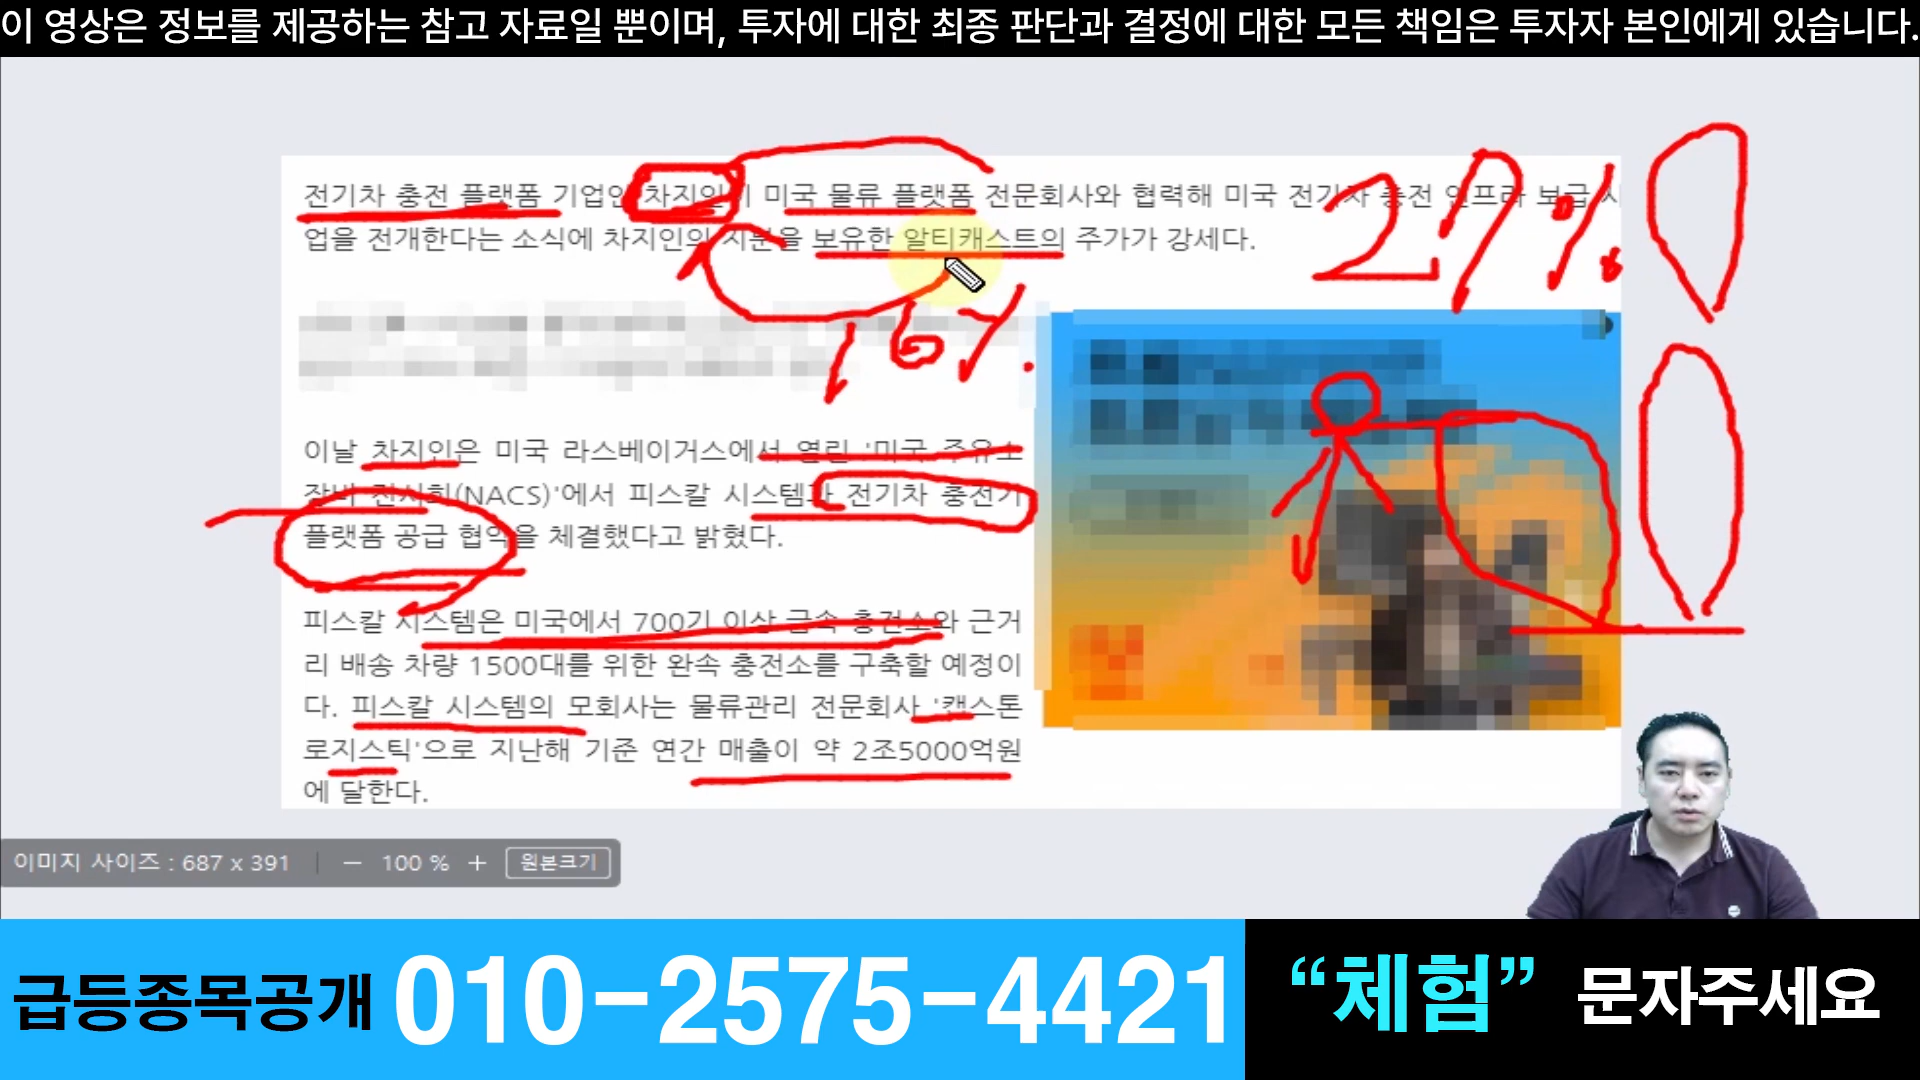 이 영상은 정보를 제공하는 참고 자료일 뿐이며, 투자에 대한 최종 판단과 결정에 대한 모든 책임은 투자자 본인에게 있습니다.
전기차 충전 플랫폼 기업인 차지인이 미국 물류 플랫폼 전문회사와 협력해 미국 전기차 충전 인프라 보급 사
업을 전개한다는 소식에 차지인의 지분을 보유한 알티캐스트의 주가가 강세다.
27%
16%.
이날 차지인은 미국 라스베이거스에서 열린 '미국 주유소
장비 전시회(NACS)'에서 피스칼 시스템과 전기차 충전기
플랫폼 공급 협약을 체결했다고 밝혔다.
피스칼 시스템은 미국에서 700기 이상 급속 충전소와 근거
리 배송 차량 1500대를 위한 완속 충전소를 구축할 예정이
다. 피스칼 시스템의 모회사는 물류관리 전문회사 '캡스톤
로지스틱'으로 지난해 기준 연간 매출이 약 2조5000억원
에 달한다.
이미지 사이즈 : 687 x 391 | − 100 % + 원본크기
급등종목공개 010-2575-4421 “체험” 문자주세요